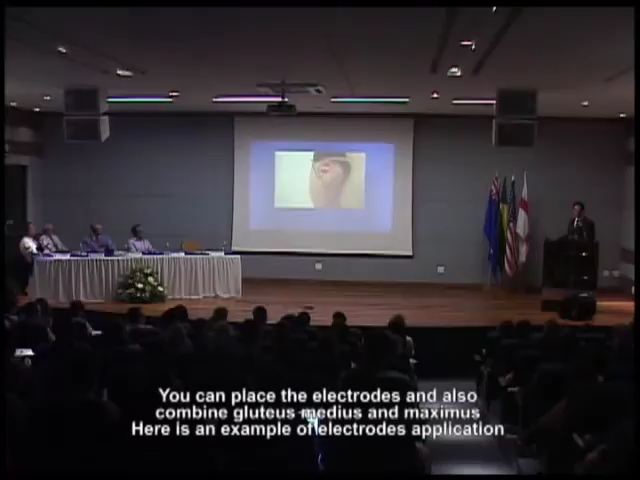 You can place the electrodes and also
combine gluteus medius and maximus
Here is an example of electrodes application